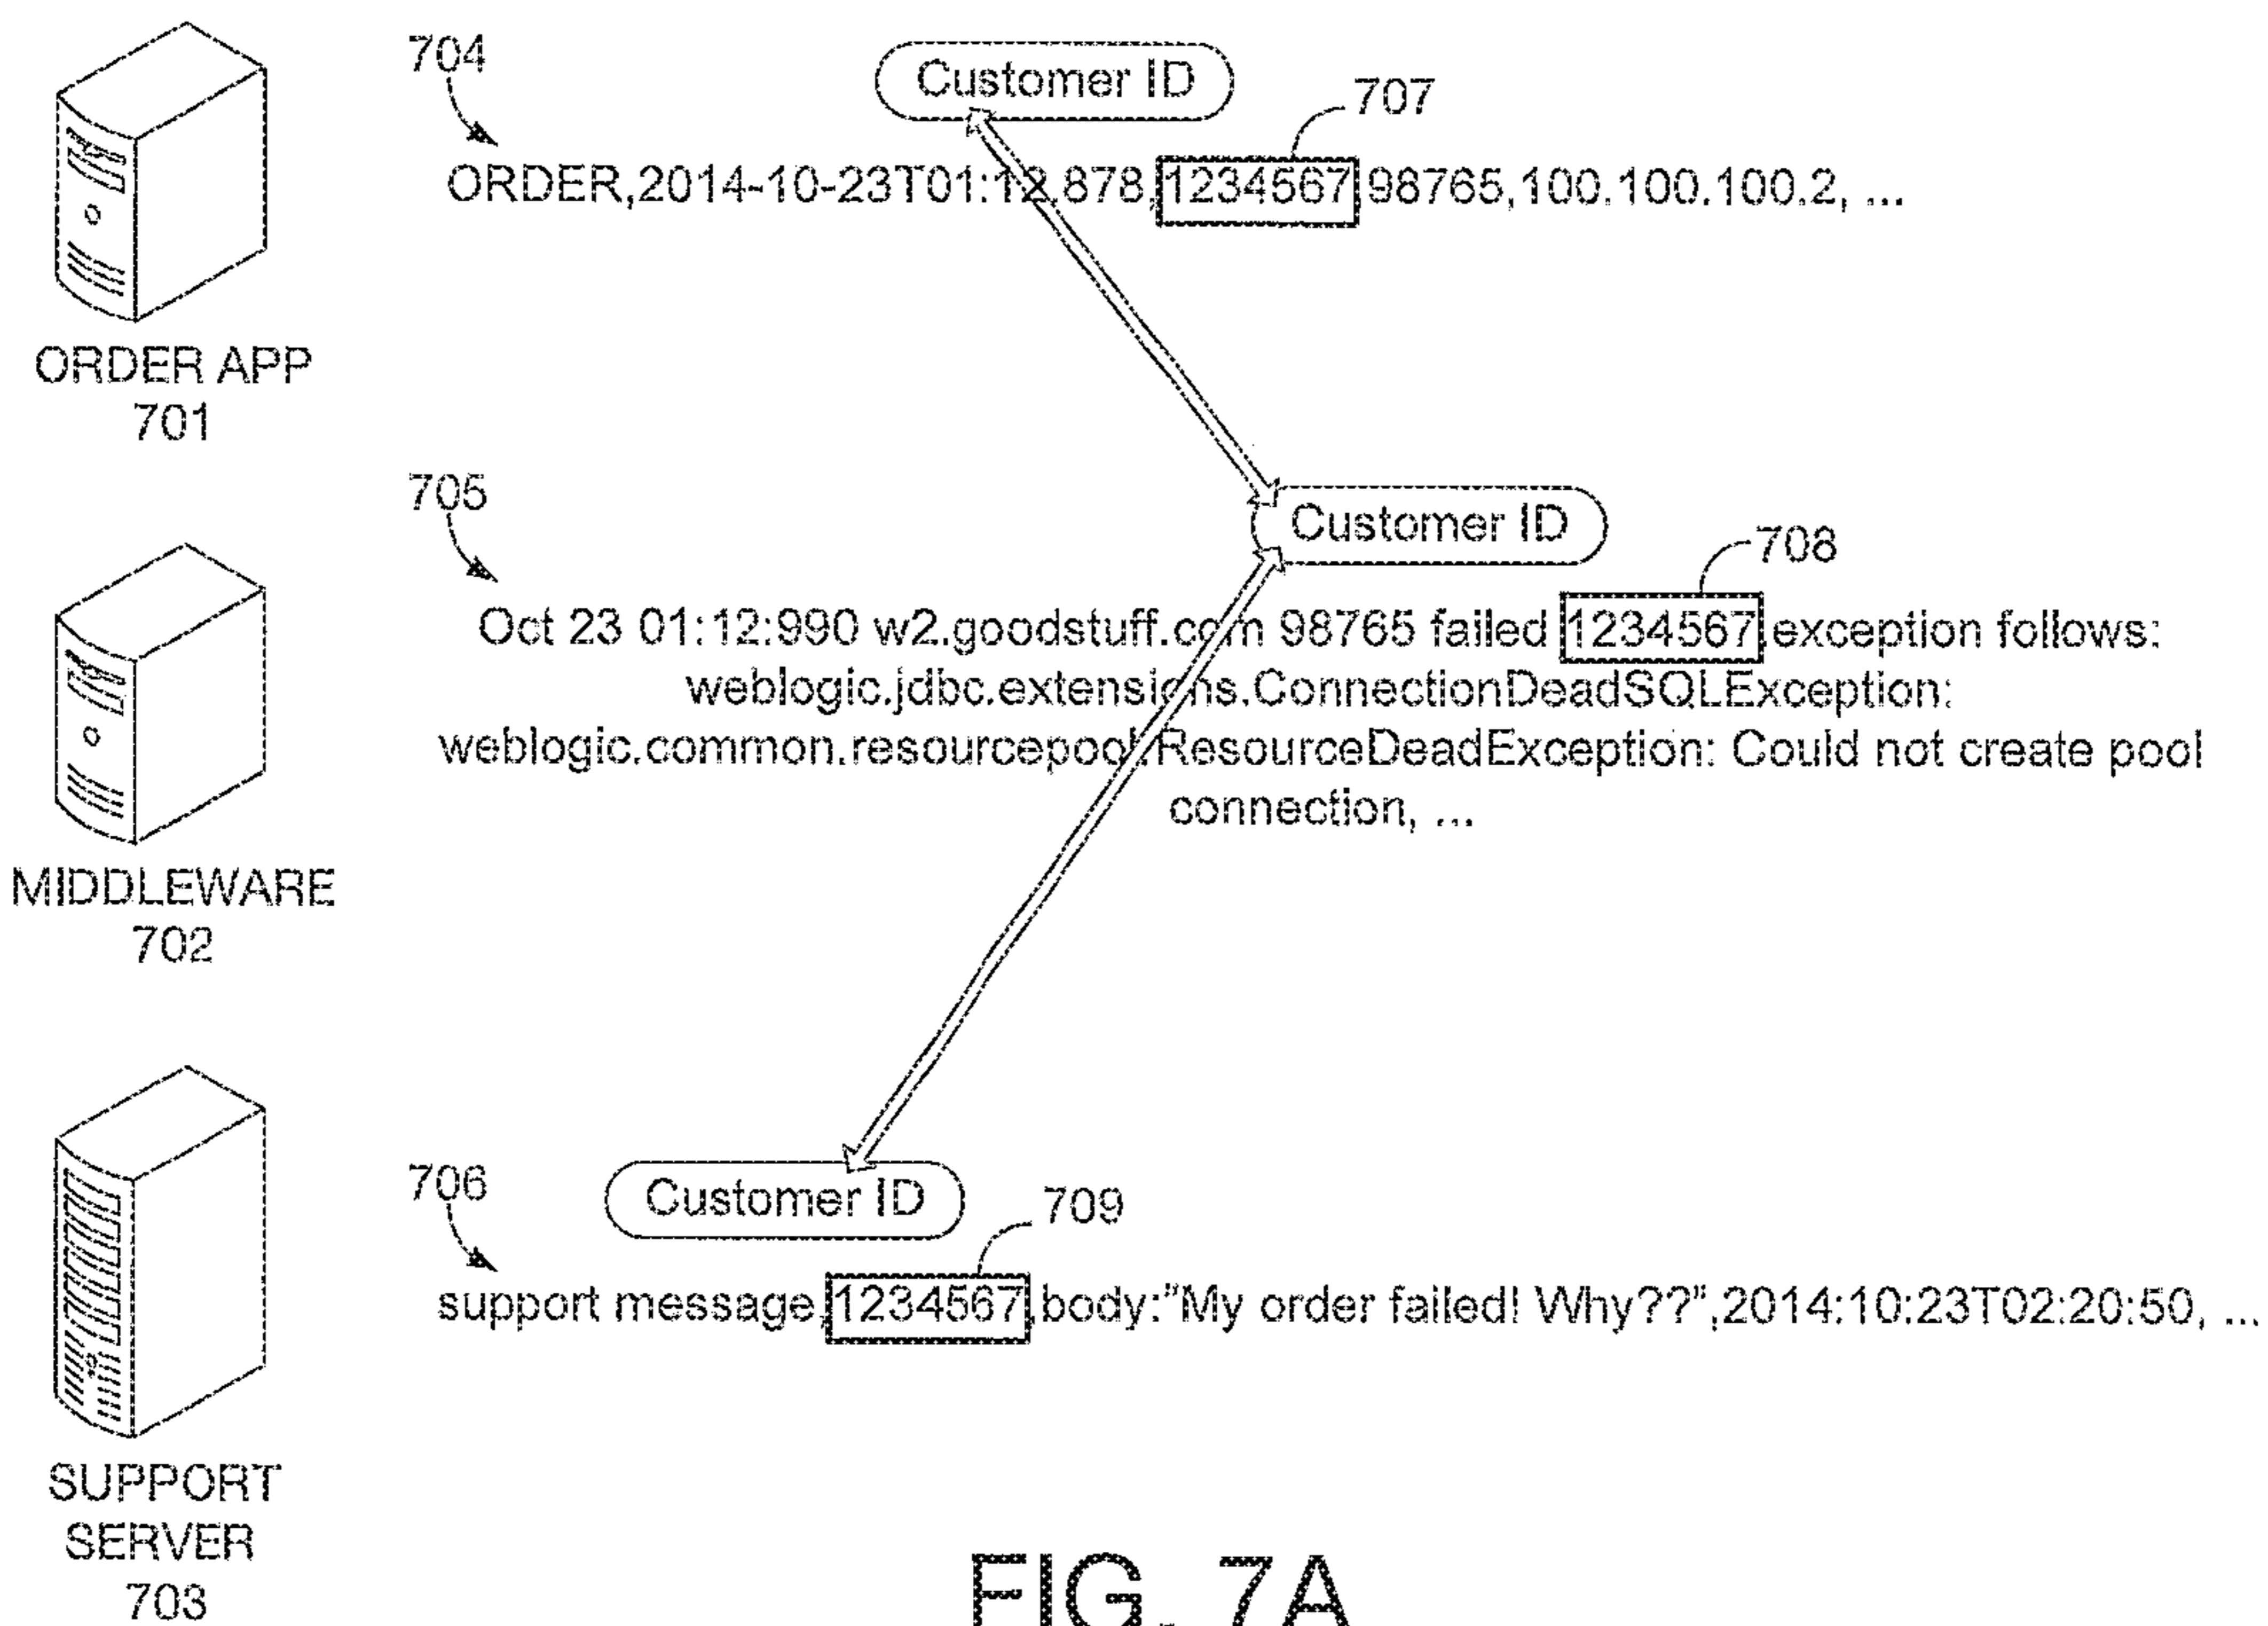 704
Customer ID
707
ORDER,2014-10-23T01:12.878,1234567,98765,100.100.100.2, ...
ORDER APP
701
705
Customer ID
708
Oct 23 01:12:990 w2.goodstuff.com 98765 failed 1234567,exception follows:
weblogic.jdbc.extensions.ConnectionDeadSQLException:
weblogic.common.resourcepool.ResourceDeadException: Could not create pool
connection, ...
MIDDLEWARE
702
706
Customer ID
709
support message,1234567,body:"My order failed! Why??",2014:10:23T02:20:50, ...
SUPPORT
SERVER
703
FIG. 7A